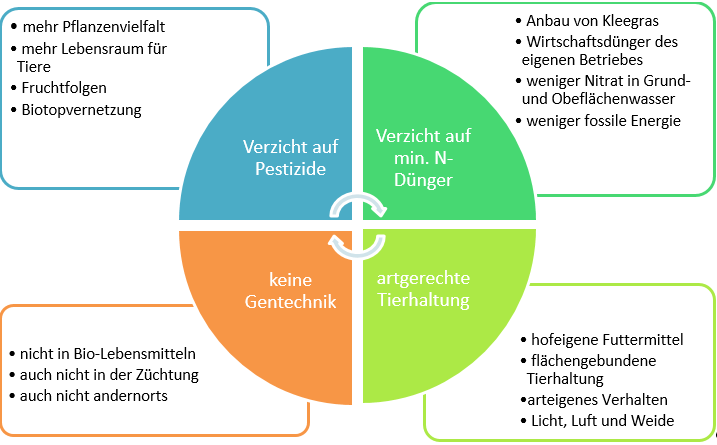 • mehr Pflanzenvielfalt
• mehr Lebensraum für
Tiere
• Fruchtfolgen
• Biotopvernetzung
• Anbau von Kleegras
• Wirtschaftsdünger des
eigenen Betriebes
• weniger Nitrat in Grund-
und Obeflächenwasser
• weniger fossile Energie
Verzicht auf
Pestizide
Verzicht auf
min. N-
Dünger
keine
Gentechnik
artgerechte
Tierhaltung
• nicht in Bio-Lebensmitteln
• auch nicht in der Züchtung
• auch nicht andernorts
• hofeigene Futtermittel
• flächengebundene
Tierhaltung
•arteigenes Verhalten
• Licht, Luft und Weide